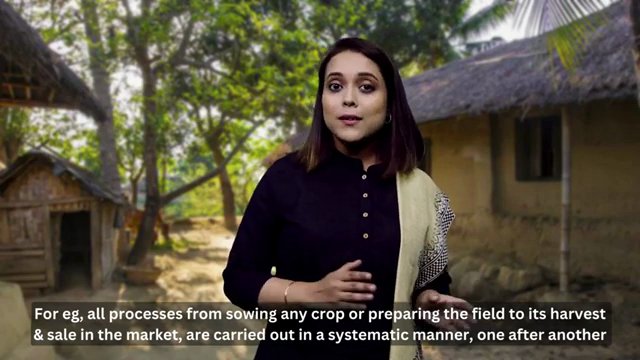 For eg, all processes from sowing any crop or preparing the field to its harvest
& sale in the market, are carried out in a systematic manner, one after another